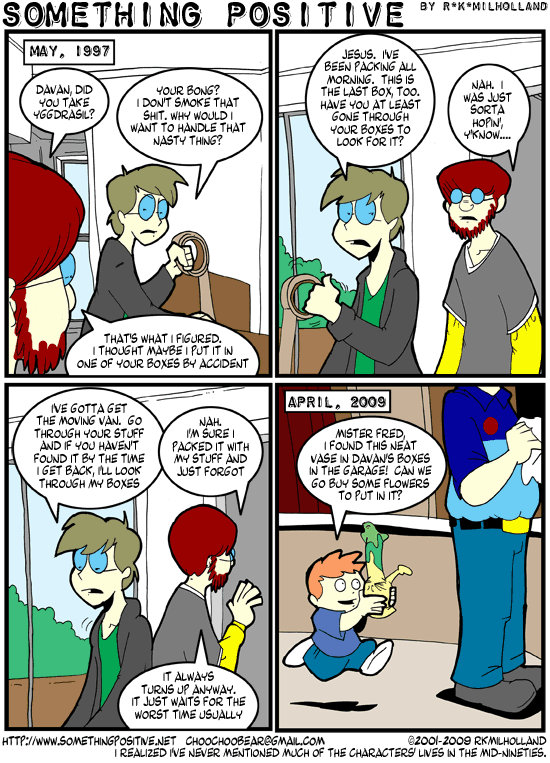 SOMETHING POSITIVE BY R*K*MILHOLLAND
MAY, 1997
DAVAN, DID
YOU TAKE
YGGDRASIL?
YOUR BONG?
I DON'T SMOKE THAT
SHIT. WHY WOULD I
WANT TO HANDLE THAT
NASTY THING?
THAT'S WHAT I FIGURED.
I THOUGHT MAYBE I PUT IT IN
ONE OF YOUR BOXES BY ACCIDENT
JESUS. I'VE
BEEN PACKING ALL
MORNING. THIS IS
THE LAST BOX, TOO.
HAVE YOU AT LEAST
GONE THROUGH
YOUR BOXES TO
LOOK FOR IT?
NAH. I
WAS JUST
SORTA
HOPIN',
Y'KNOW....
I'VE GOTTA GET
THE MOVING VAN. GO
THROUGH YOUR STUFF
AND IF YOU HAVEN'T
FOUND IT BY THE TIME
I GET BACK, I'LL LOOK
THROUGH MY BOXES
NAH.
I'M SURE I
PACKED IT WITH
MY STUFF AND
JUST FORGOT
IT ALWAYS
TURNS UP ANYWAY.
IT JUST WAITS FOR THE
WORST TIME USUALLY
APRIL, 2009
MISTER FRED,
I FOUND THIS NEAT
VASE IN DAVAN'S BOXES
IN THE GARAGE! CAN WE
GO BUY SOME FLOWERS
TO PUT IN IT?
HTTP://WWW.SOMETHINGPOSITIVE.NET CHOOCHOOBEAR@GMAIL.COM ©2001-2009 RKMILHOLLAND
I REALIZED I'VE NEVER MENTIONED MUCH OF THE CHARACTERS' LIVES IN THE MID-NINETIES.